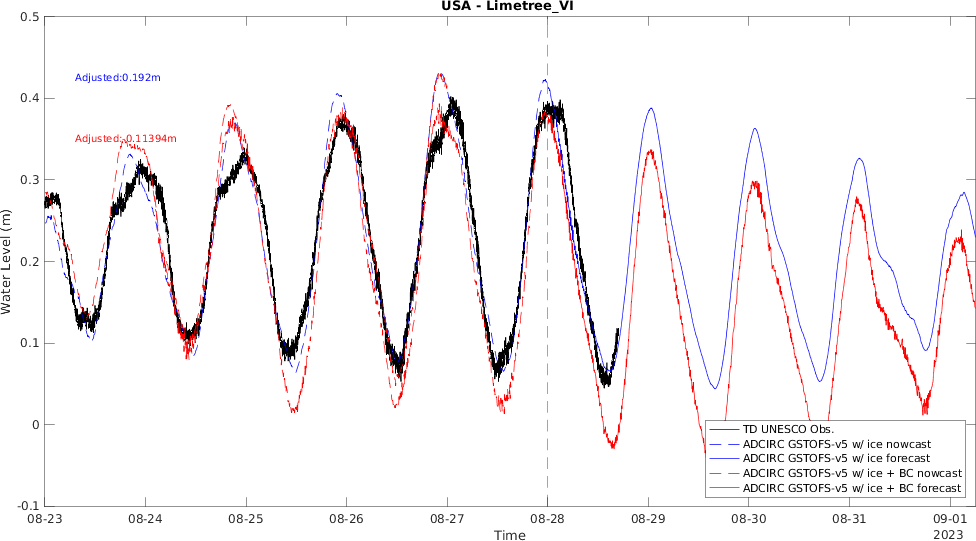 USA - Limetree_VI
0.5
0.4
0.3
0.2
0.1
0
-0.1
Water Level (m)
Adjusted:0.192m
Adjusted:-0.11394m
TD UNESCO Obs.
ADCIRC GSTOFS-v5 w/ ice nowcast
ADCIRC GSTOFS-v5 w/ ice forecast
ADCIRC GSTOFS-v5 w/ ice + BC nowcast
ADCIRC GSTOFS-v5 w/ ice + BC forecast
08-23 08-24 08-25 08-26 08-27 08-28 08-29 08-30 08-31 09-01
Time
2023